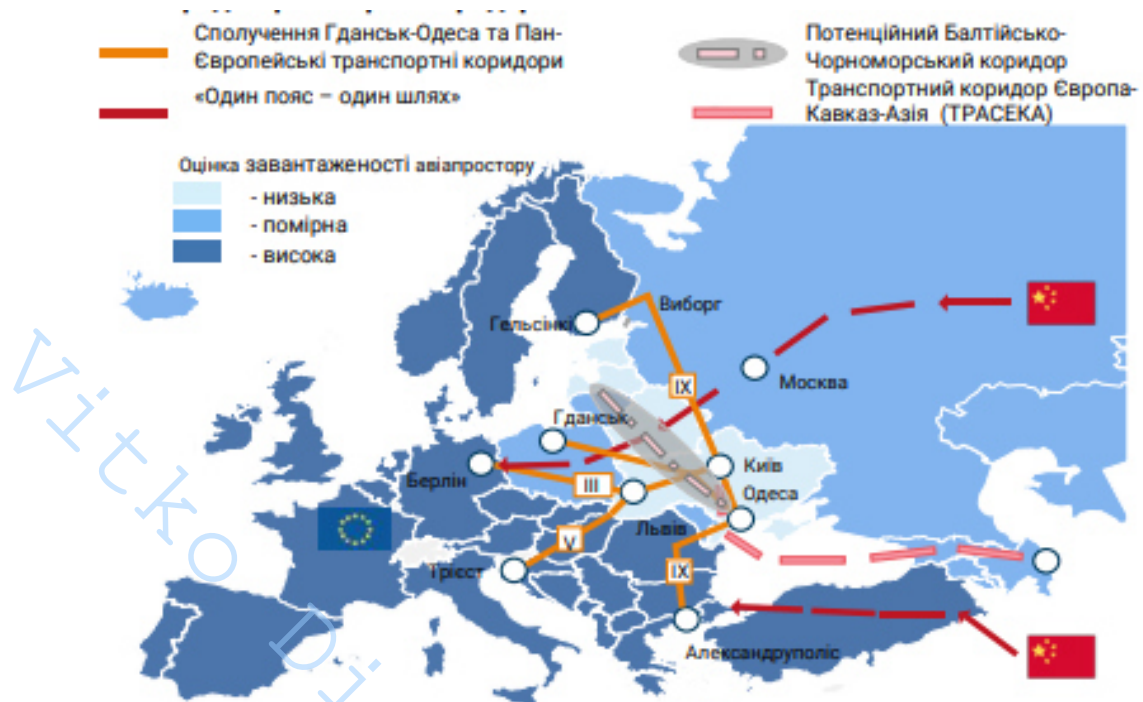 Сполучення Гданськ-Одеса та Пан-
Європейські транспортні коридори
«Один пояс – один шлях»
Потенційний Балтійсько-
Чорноморський коридор
Транспортний коридор Європа-
Кавказ-Азія (ТРАСЕКА)
Оцінка завантаженості авіапростору
- низька
- помірна
- висока
Виборг
Гельсінкі
IX
Москва
Гданськ
Київ
Берлін
III
Одеса
Львів
V
Трієст
IX
Александруполіс
Vitko
Di